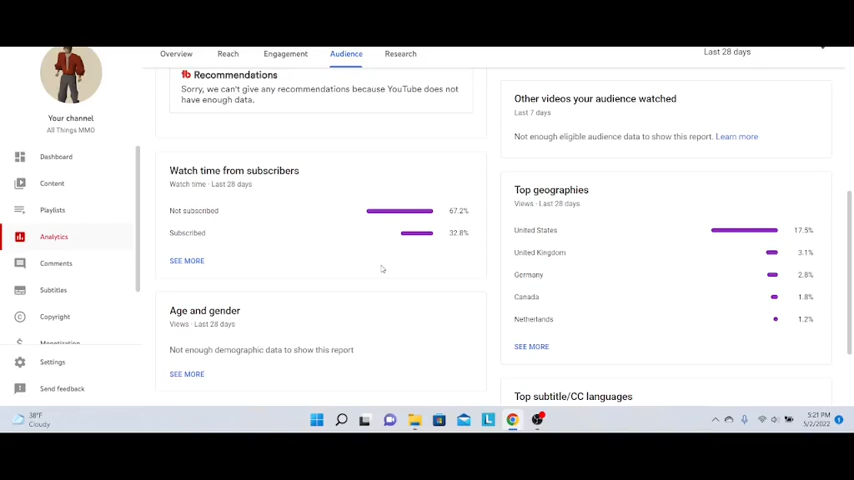 Overview
Reach
Engagement
Audience
Research
Last 28 days
Your channel
All Things MMO
Dashboard
Content
Playlists
Analytics
Comments
Subtitles
Copyright
Settings
Send feedback
Recommendations
Sorry, we can't give any recommendations because YouTube does not
have enough data.
Watch time from subscribers
Watch time · Last 28 days
Not subscribed 67.2%
Subscribed 32.8%
SEE MORE
Age and gender
Views · Last 28 days
Not enough demographic data to show this report
SEE MORE
Other videos your audience watched
Last 7 days
Not enough eligible audience data to show this report. Learn more
Top geographies
Views · Last 28 days
United States 17.5%
United Kingdom 3.1%
Germany 2.8%
Canada 1.8%
Netherlands 1.2%
SEE MORE
Top subtitle/CC languages
38°F
Cloudy
5:21 PM
5/2/2022